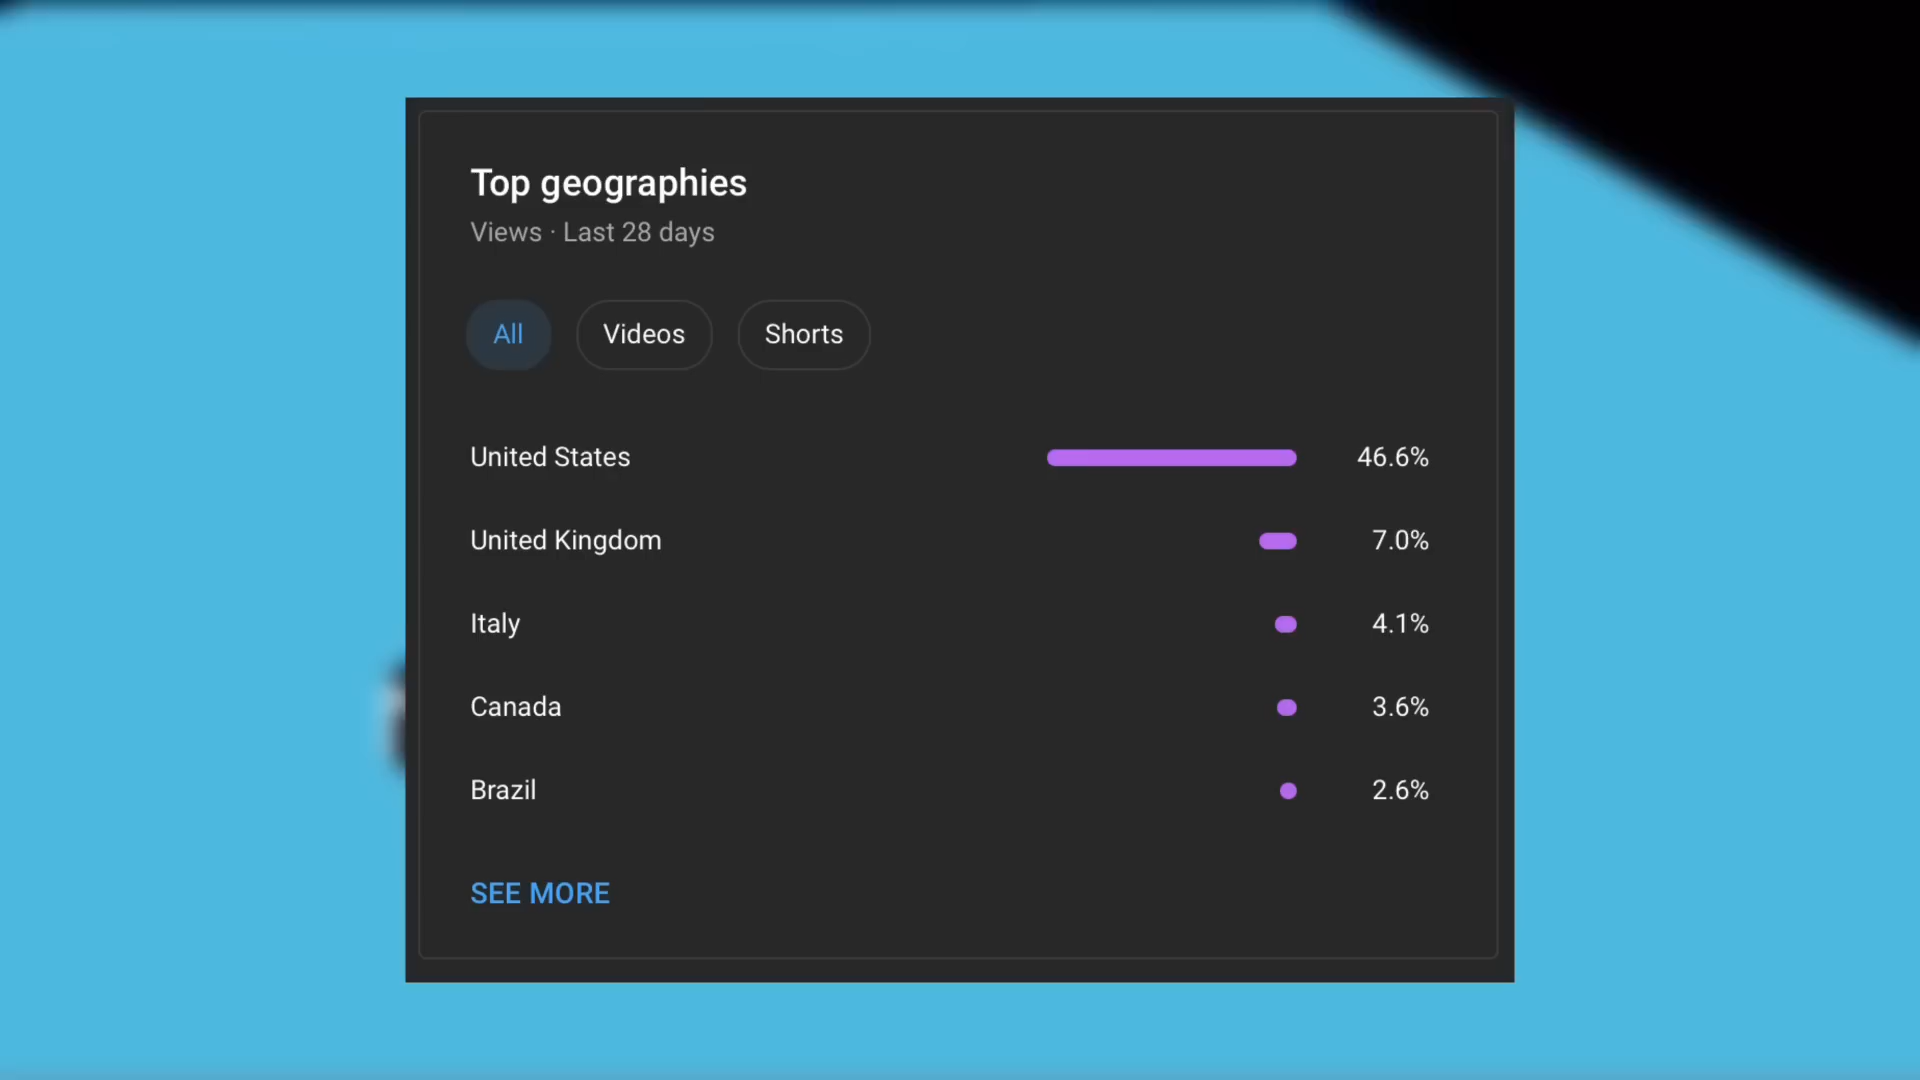 Top geographies
Views · Last 28 days
All Videos Shorts
United States 46.6%
United Kingdom 7.0%
Italy 4.1%
Canada 3.6%
Brazil 2.6%
SEE MORE